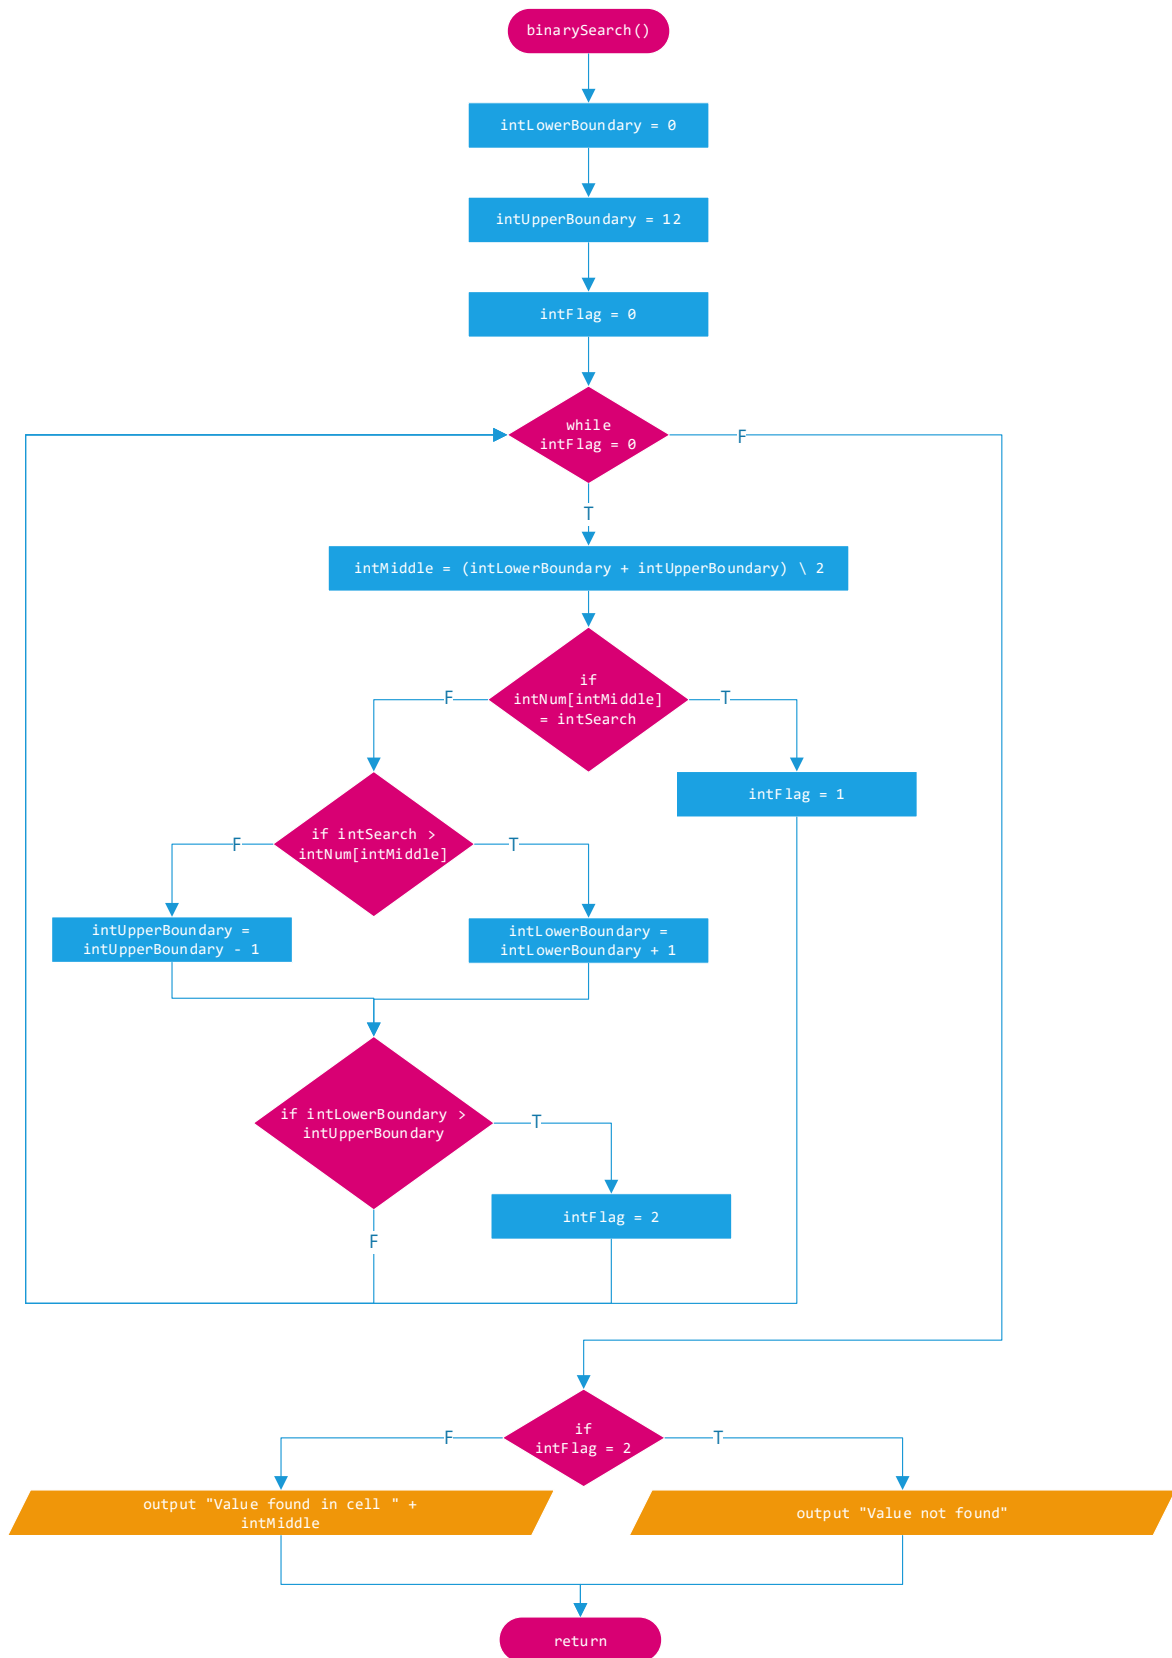 binarySearch()
intLowerBoundary = 0
intUpperBoundary = 12
intFlag = 0
while
intFlag = 0
F
T
intMiddle = (intLowerBoundary + intUpperBoundary) \ 2
if
intNum[intMiddle]
= intSearch
F
T
intFlag = 1
if intSearch >
intNum[intMiddle]
F
T
intUpperBoundary =
intUpperBoundary - 1
intLowerBoundary =
intLowerBoundary + 1
if intLowerBoundary >
intUpperBoundary
T
F
intFlag = 2
if
intFlag = 2
F
T
output "Value found in cell " +
intMiddle
output "Value not found"
return